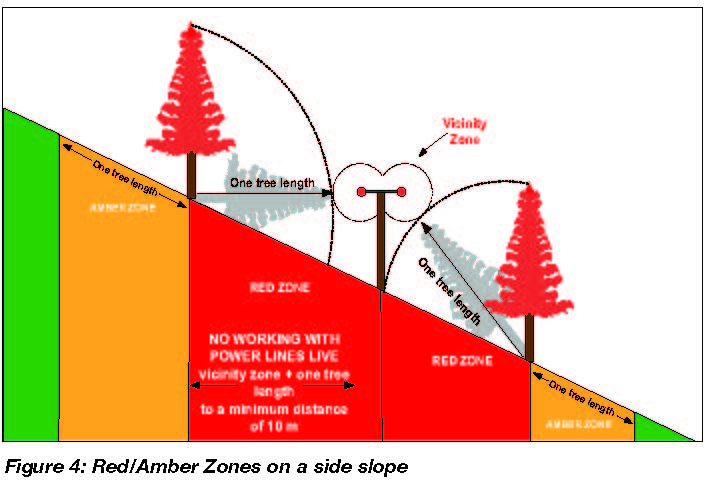 Vicinity
Zone
One tree length
One tree length
AMBER ZONE
One tree length
RED ZONE
NO WORKING WITH
POWER LINES LIVE
vicinity zone + one tree
length
to a minimum distance
of 10 m
RED ZONE
One tree length
AMBER ZONE
Figure 4: Red/Amber Zones on a side slope